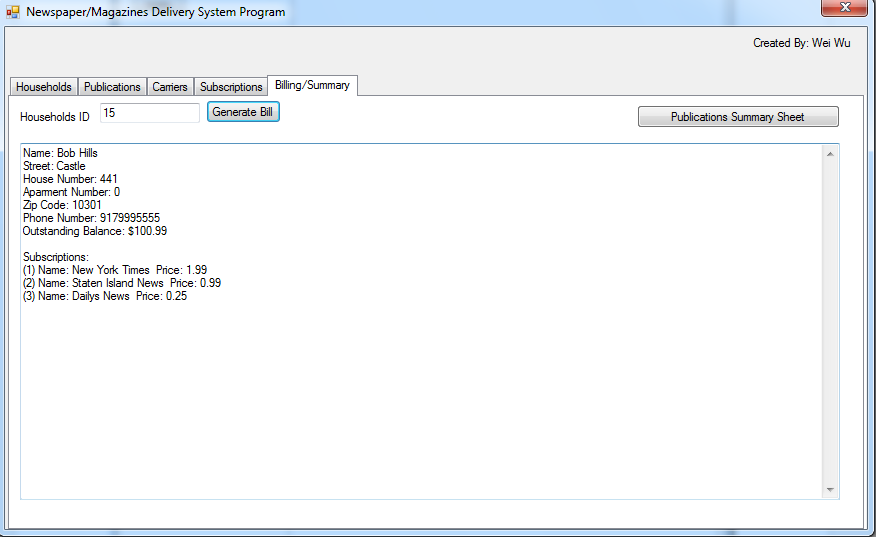 Newspaper/Magazines Delivery System Program
Created By: Wei Wu
Households Publications Carriers Subscriptions Billing/Summary
Households ID 15 Generate Bill Publications Summary Sheet
Name: Bob Hills
Street: Castle
House Number: 441
Aparment Number: 0
Zip Code: 10301
Phone Number: 9179995555
Outstanding Balance: $100.99
Subscriptions:
(1) Name: New York Times Price: 1.99
(2) Name: Staten Island News Price: 0.99
(3) Name: Dailys News Price: 0.25